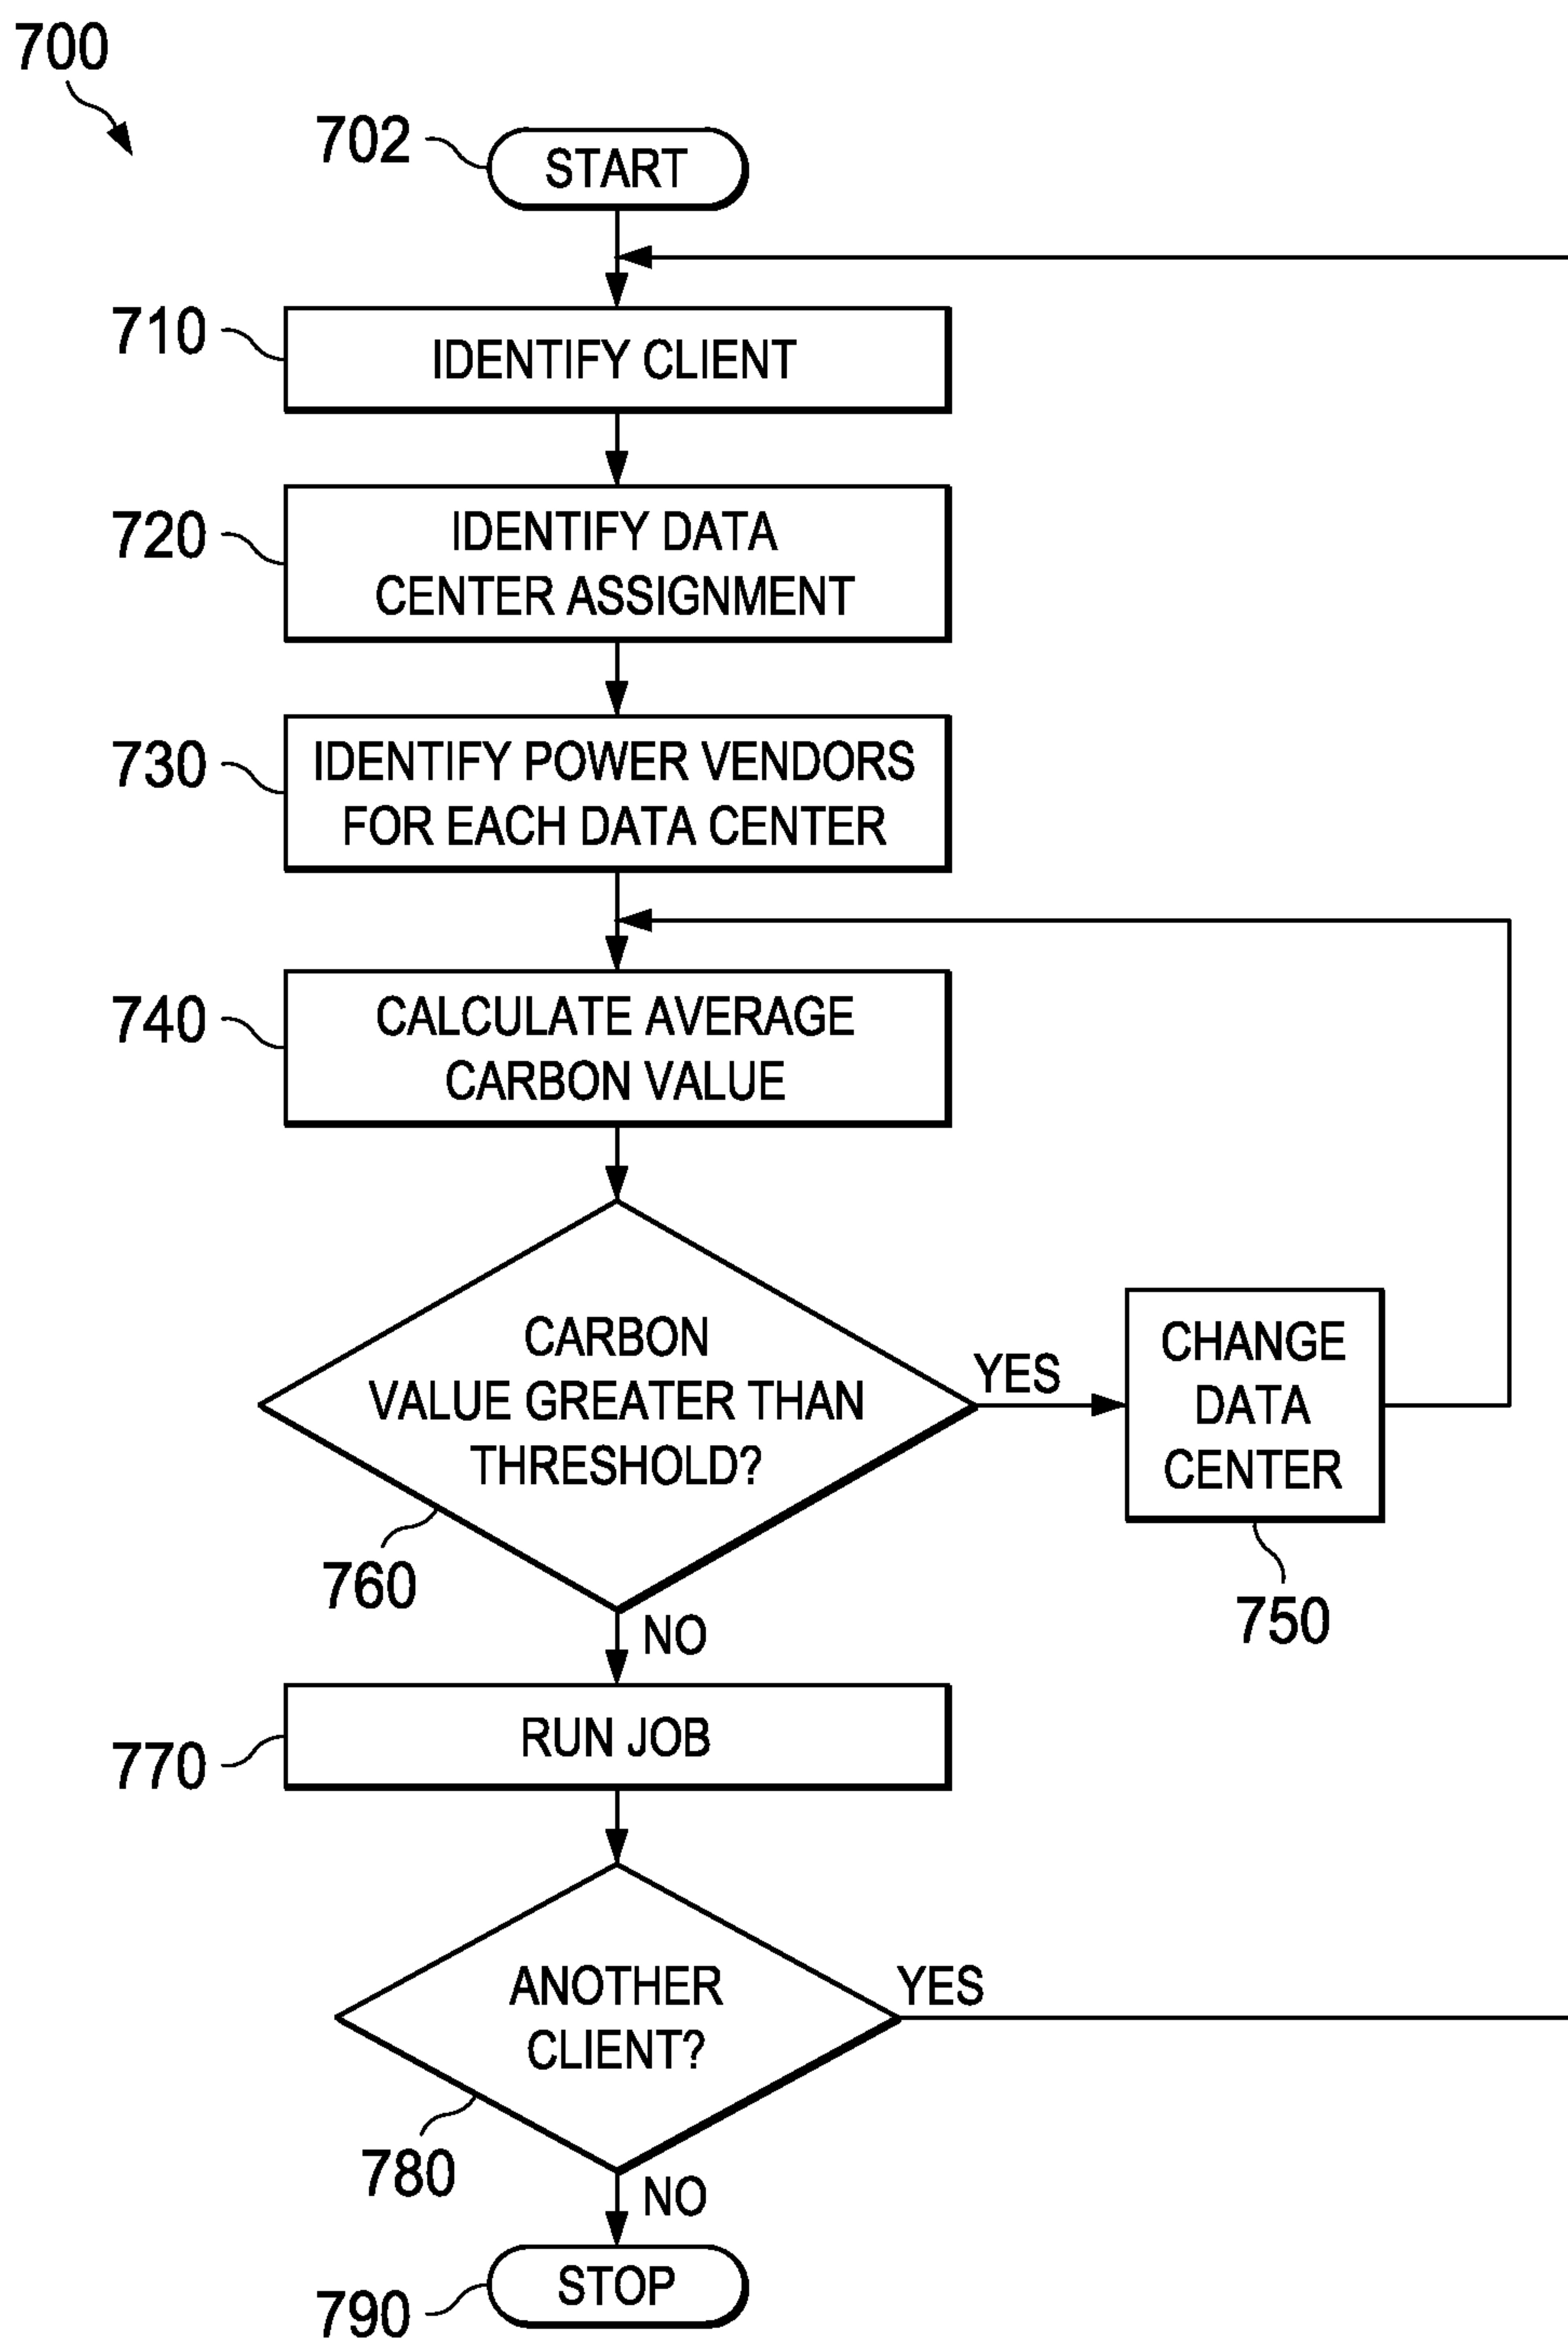 700
702
START
710
IDENTIFY CLIENT
720
IDENTIFY DATA
CENTER ASSIGNMENT
730
IDENTIFY POWER VENDORS
FOR EACH DATA CENTER
740
CALCULATE AVERAGE
CARBON VALUE
CARBON
VALUE GREATER THAN
THRESHOLD?
760
YES
CHANGE
DATA
CENTER
750
NO
770
RUN JOB
ANOTHER
CLIENT?
780
YES
NO
790
STOP